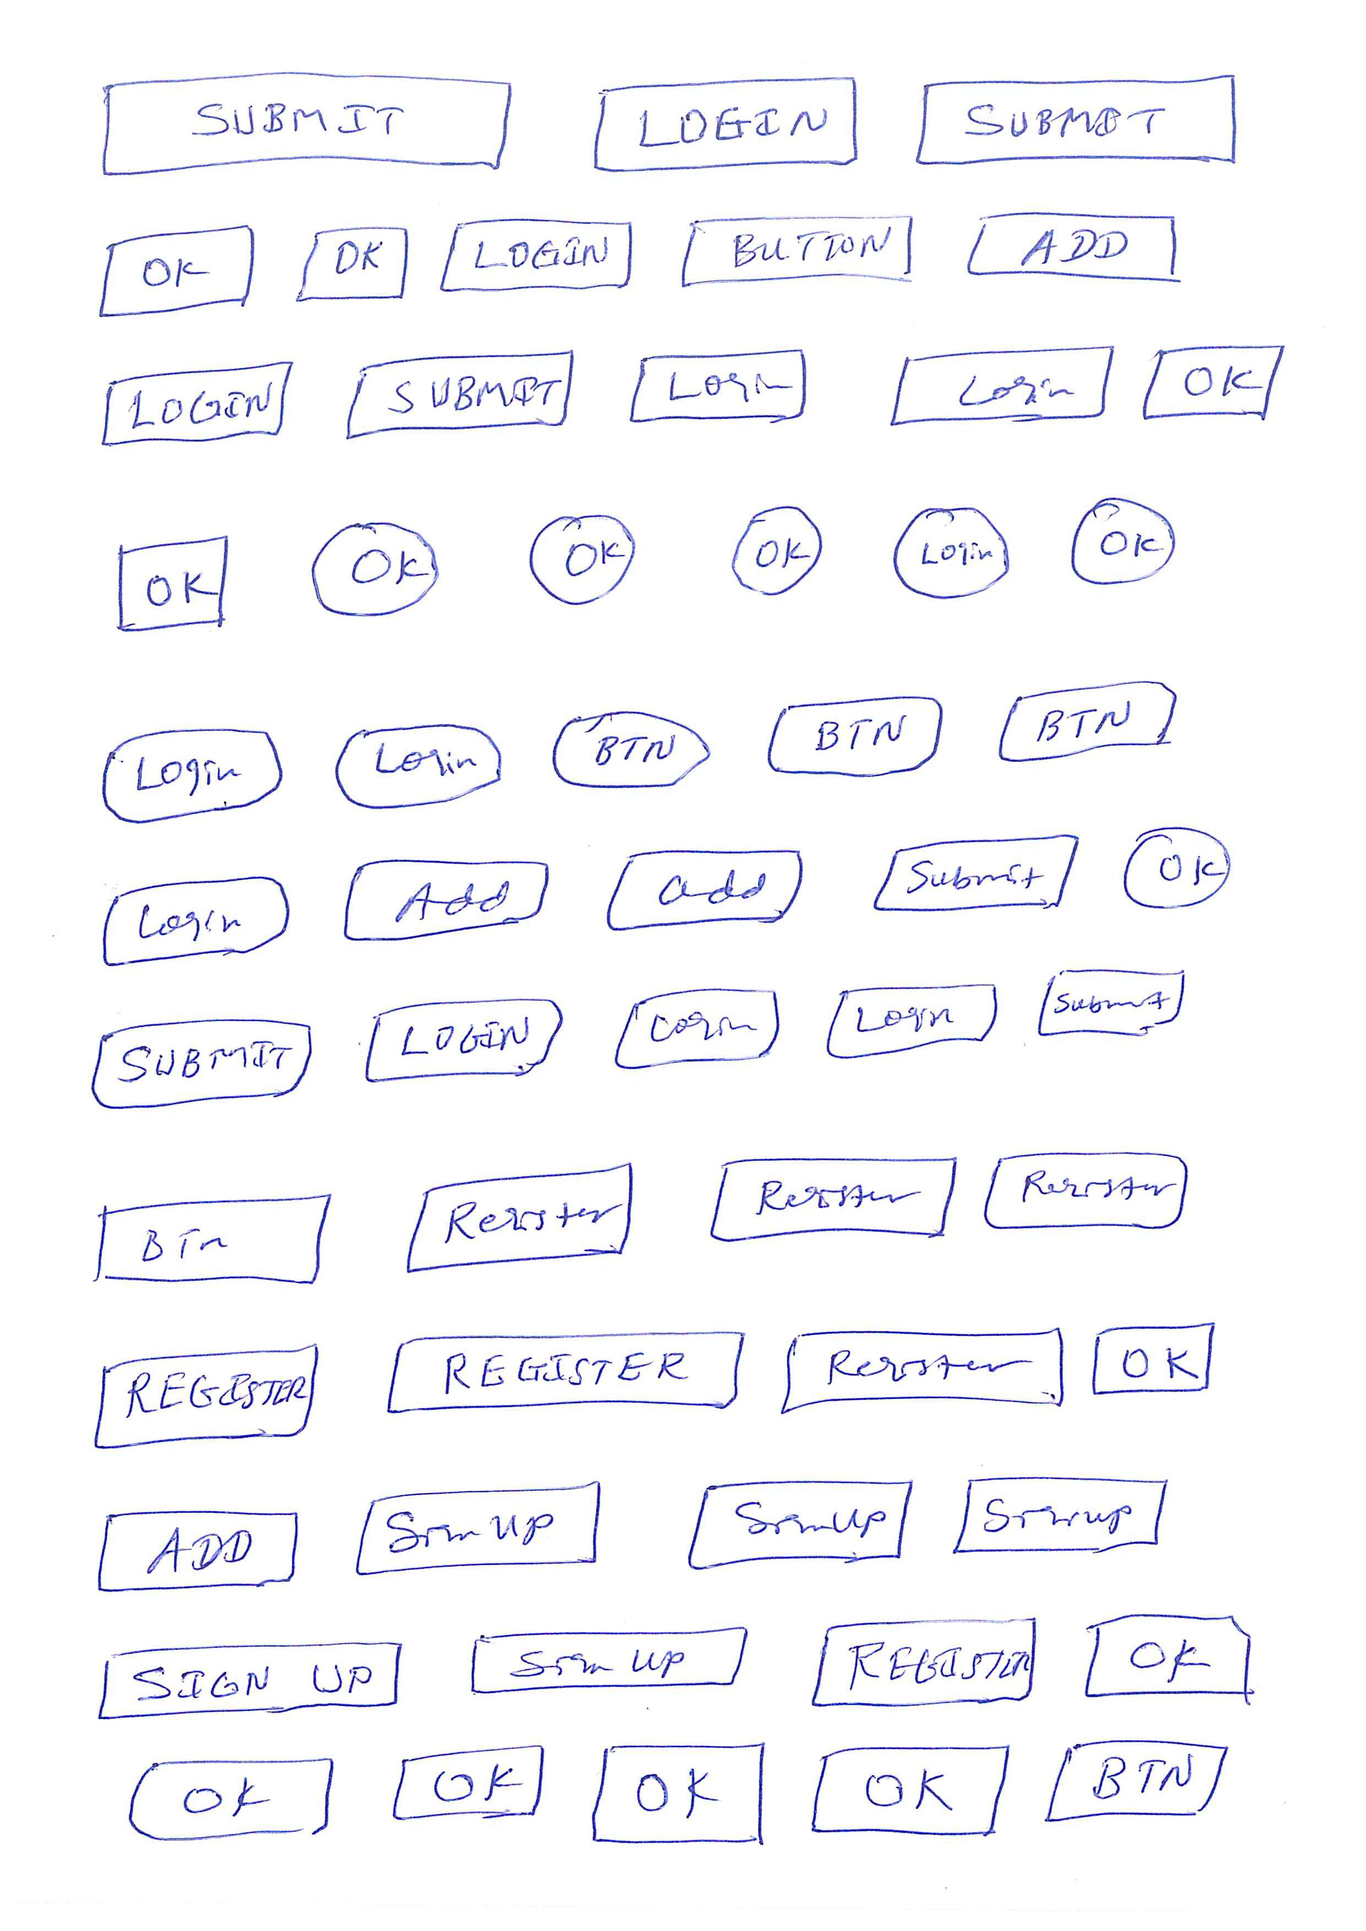 SUBMIT LOGIN SUBMIT
OK OK LOGIN BUTTON ADD
LOGIN SUBMIT Login Login OK
OK OK OK OK Login OK
Login Login BTN BTN BTN
Login Add add Submit OK
SUBMIT LOGIN Login Login Submit
BTn Register Register Register
REGISTER REGISTER Register OK
ADD Sign UP Sign Up Sign up
SIGN UP Sign up REGISTER OK
OK OK OK OK BTN